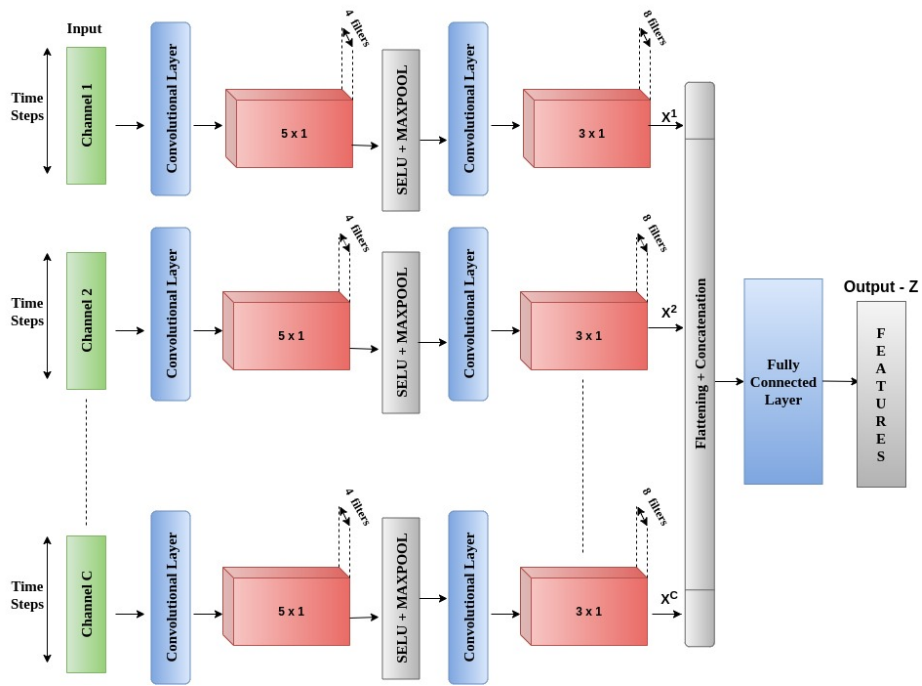 Input
Time
Steps
Channel 1
Convolutional Layer
5 x 1
4 filters
SELU + MAXPOOL
Convolutional Layer
3 x 1
8 filters
X1
Time
Steps
Channel 2
Convolutional Layer
5 x 1
4 filters
SELU + MAXPOOL
Convolutional Layer
3 x 1
8 filters
X2
Time
Steps
Channel C
Convolutional Layer
5 x 1
4 filters
SELU + MAXPOOL
Convolutional Layer
3 x 1
8 filters
XC
Flattening + Concatenation
Fully
Connected
Layer
Output - Z
F
E
A
T
U
R
E
S